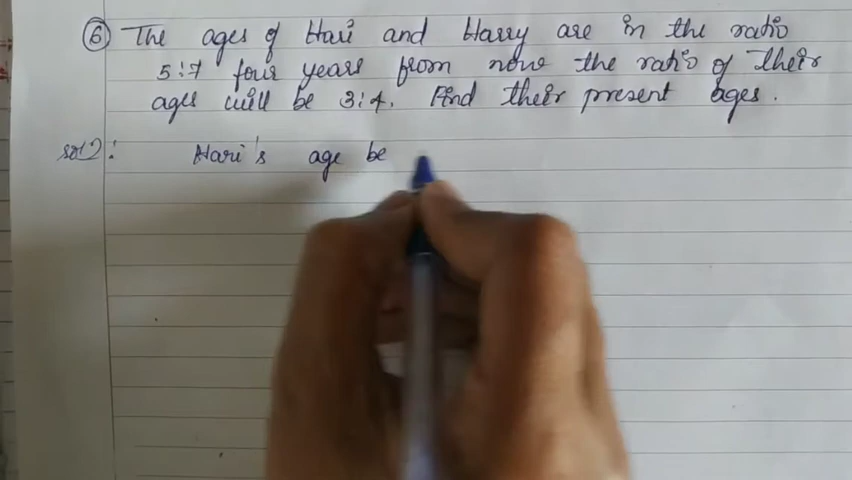 6 The ages of Hari and Harry are in the ratio
5:7 four years from now the ratio of their
ages will be 3:4. Find their present ages.
sol?: Hari's age be